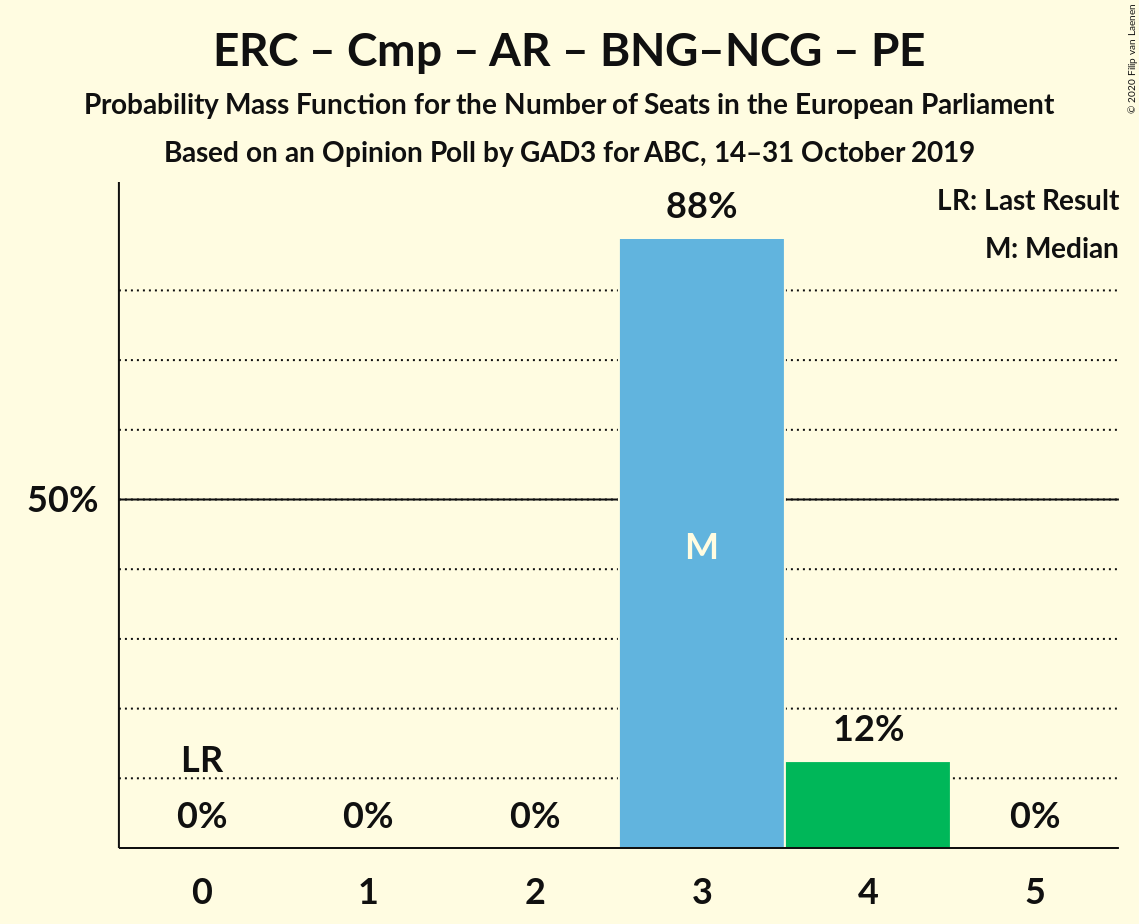 ERC – Cmp – AR – BNG–NCG – PE
Probability Mass Function for the Number of Seats in the European Parliament
Based on an Opinion Poll by GAD3 for ABC, 14–31 October 2019
© 2020 Filip van Laenen
LR: Last Result
M: Median
88%
50%
M
12%
LR
0% 0% 0% 0%
0 1 2 3 4 5